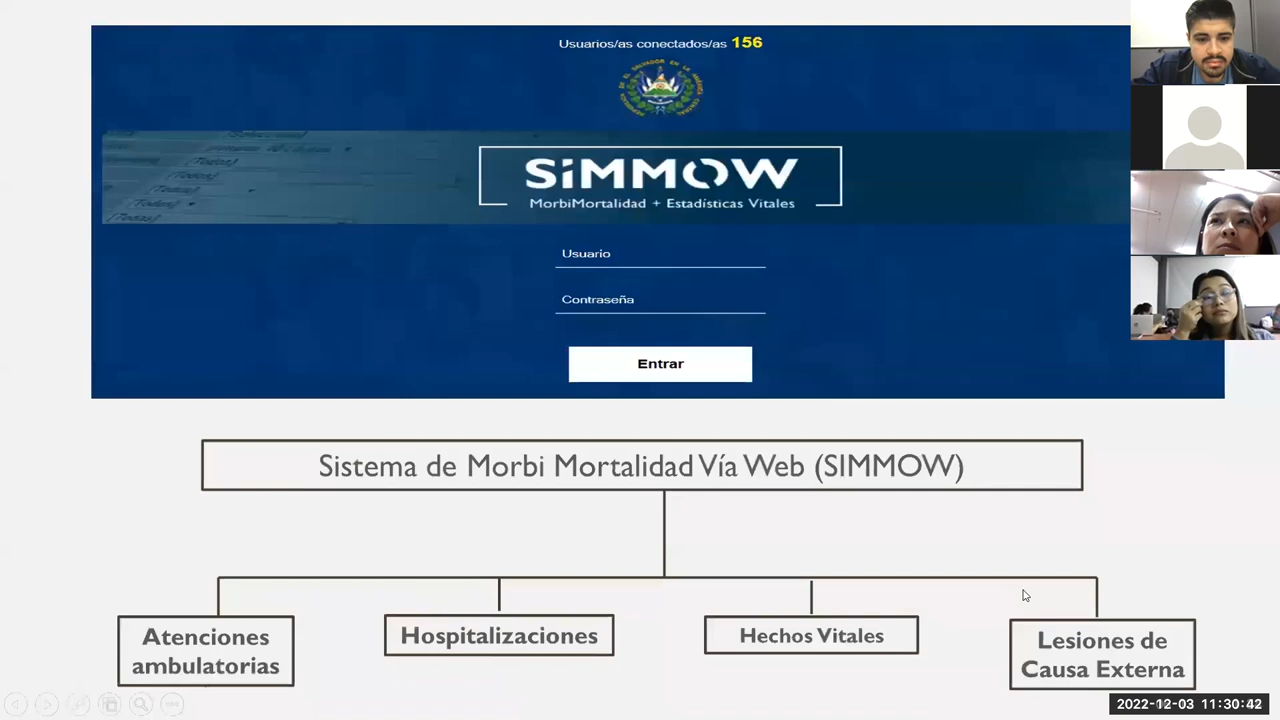 Usuarios/as conectados/as 156
SiMMOW
MorbiMortalidad + Estadísticas Vitales
Usuario
Contraseña
Entrar
Sistema de Morbi Mortalidad Vía Web (SIMMOW)
Atenciones
ambulatorias
Hospitalizaciones
Hechos Vitales
Lesiones de
Causa Externa
2022-12-03 11:30:42